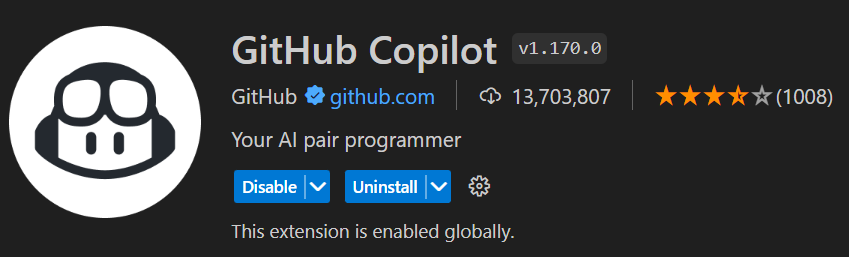 GitHub Copilot v1.170.0
GitHub github.com 13,703,807 (1008)
Your AI pair programmer
Disable Uninstall
This extension is enabled globally.